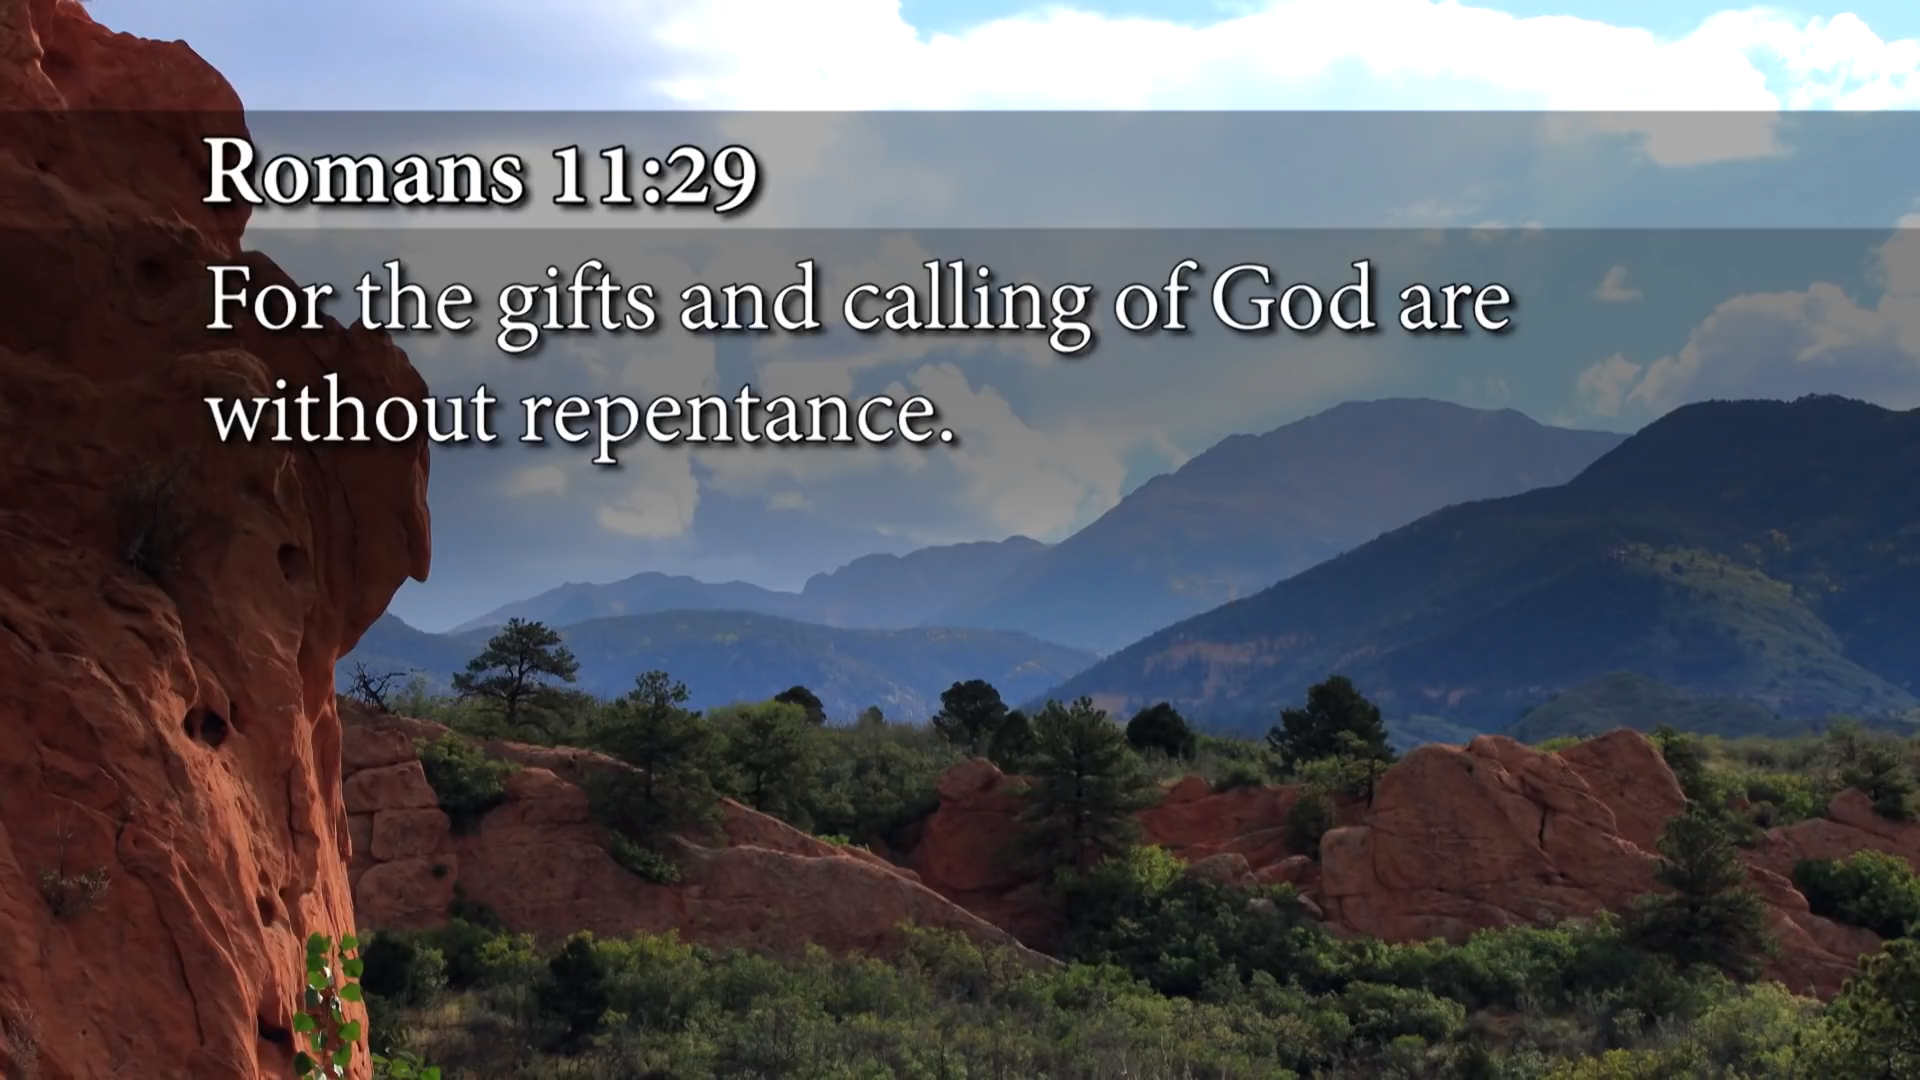 Romans 11:29
For the gifts and calling of God are
without repentance.